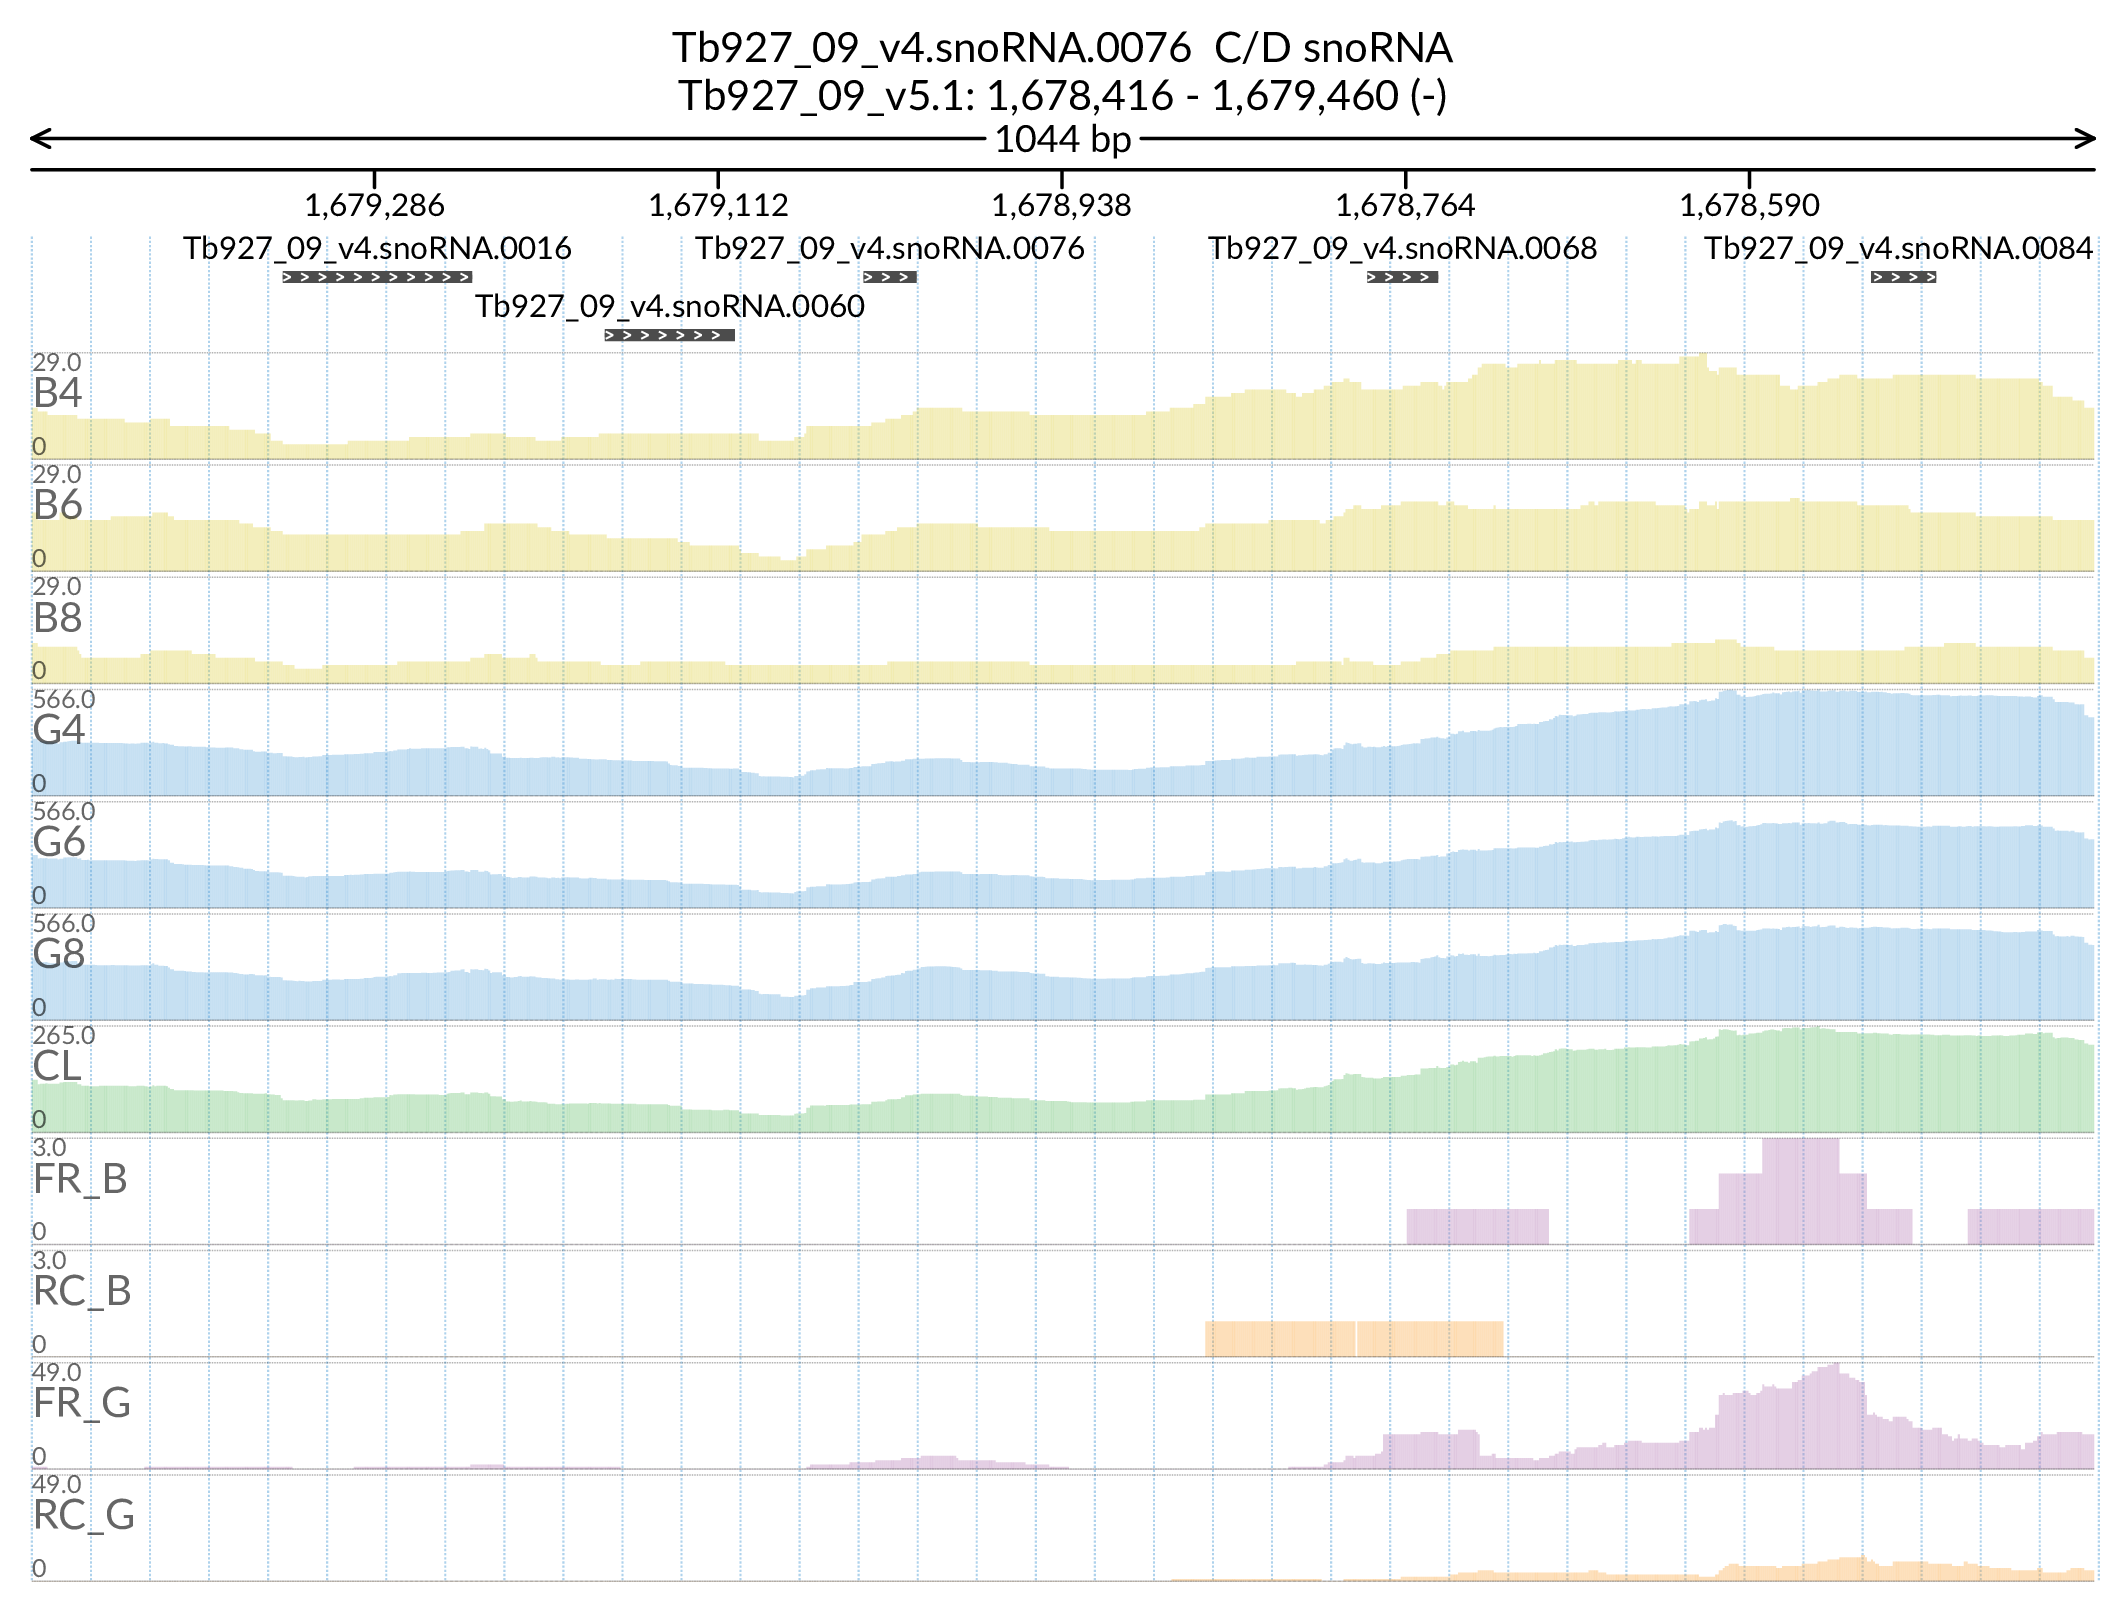 Tb927_09_v4.snoRNA.0076  C/D snoRNA
Tb927_09_v5.1: 1,678,416 - 1,679,460 (-)
1044 bp
1,679,286 1,679,112 1,678,938 1,678,764 1,678,590
Tb927_09_v4.snoRNA.0016 Tb927_09_v4.snoRNA.0076 Tb927_09_v4.snoRNA.0068 Tb927_09_v4.snoRNA.0084
Tb927_09_v4.snoRNA.0060
29.0
B4
0
29.0
B6
0
29.0
B8
0
566.0
G4
0
566.0
G6
0
566.0
G8
0
265.0
CL
0
3.0
FR_B
0
3.0
RC_B
0
49.0
FR_G
0
49.0
RC_G
0